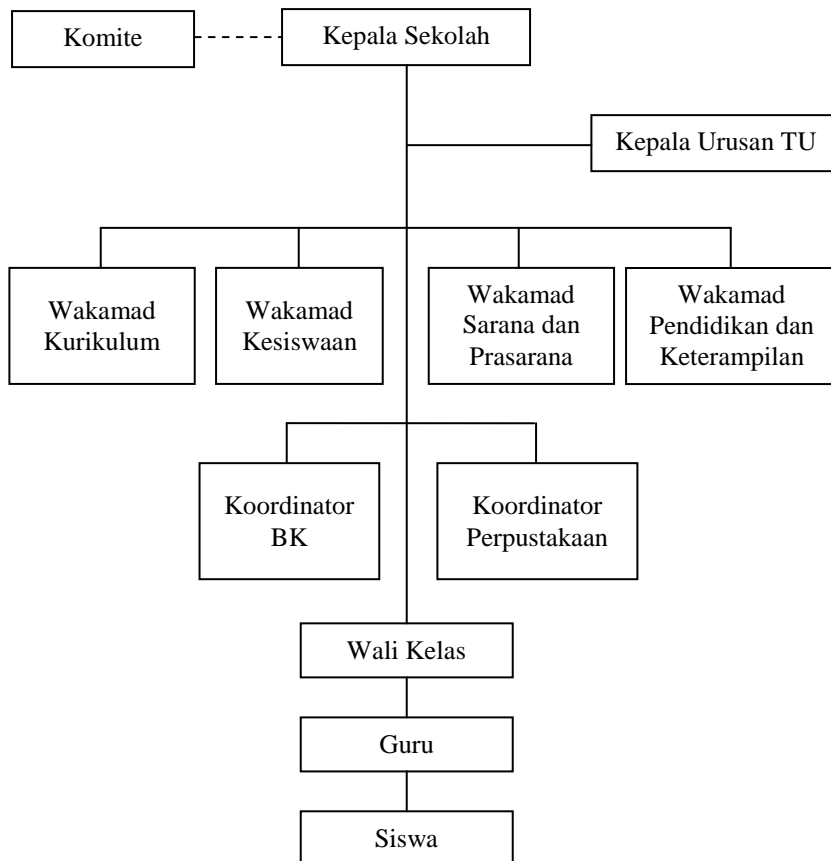 Komite
Kepala Sekolah
Kepala Urusan TU
Wakamad
Kurikulum
Wakamad
Kesiswaan
Wakamad
Sarana dan
Prasarana
Wakamad
Pendidikan dan
Keterampilan
Koordinator
BK
Koordinator
Perpustakaan
Wali Kelas
Guru
Siswa